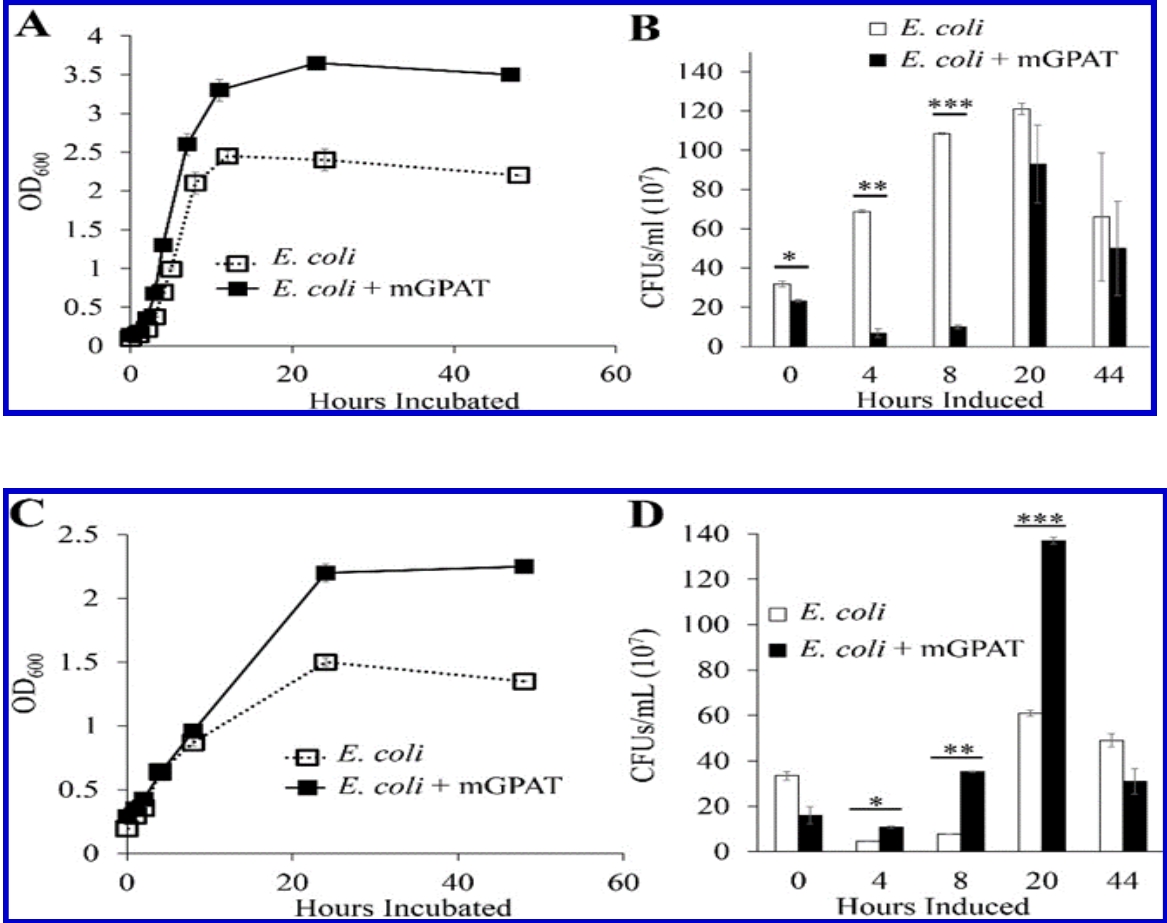 A
4
3.5
3
2.5
2
1.5
1
0.5
0
OD600
E. coli
E. coli + mGPAT
0 20 40 60
Hours Incubated
B
E. coli
E. coli + mGPAT
140
120
100
80
60
40
20
0
CFUs/ml (10⁷)
* ** ***
0 4 8 20 44
Hours Induced
C
2.5
2
1.5
1
0.5
0
OD600
E. coli
E. coli + mGPAT
0 20 40 60
Hours Incubated
D
140
120
100
80
60
40
20
0
CFUs/mL (10⁷)
E. coli
E. coli + mGPAT
* ** ***
0 4 8 20 44
Hours Induced